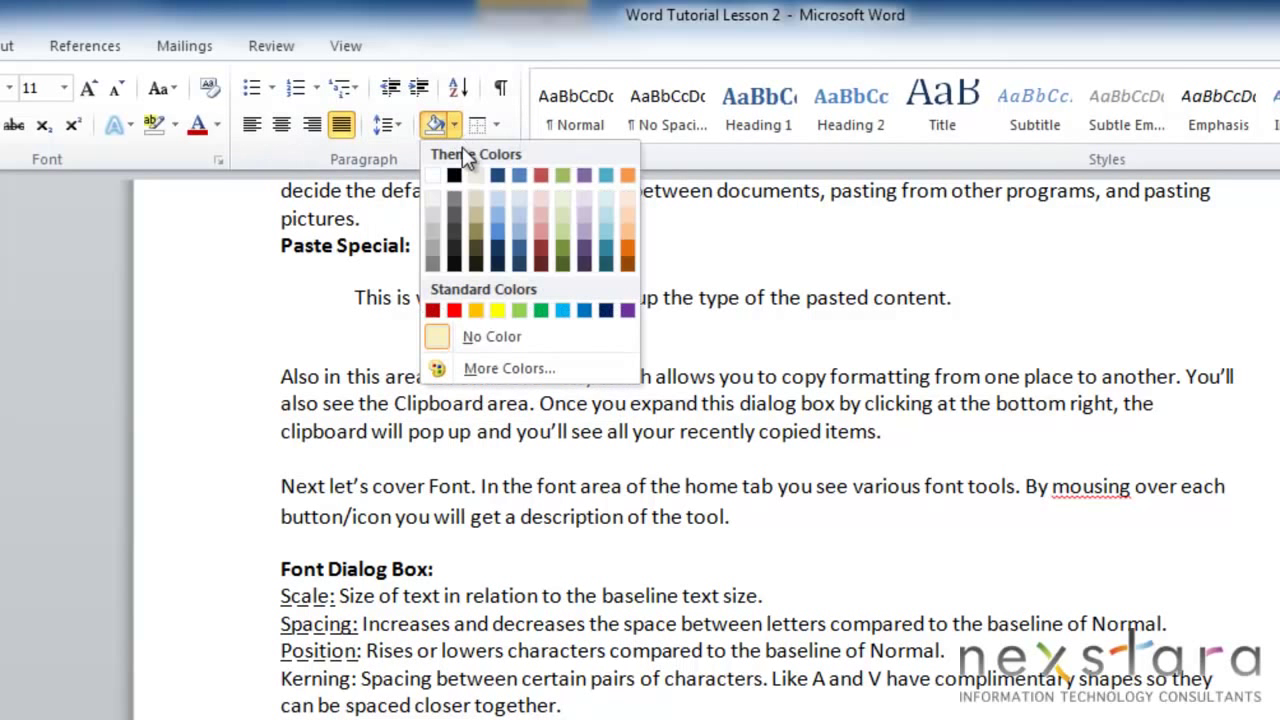 Word Tutorial Lesson 2 - Microsoft Word
ut References Mailings Review View
11 Aa
abc X₂ X² ab A
AaBbCcDc AaBbCcDc AaBbC AaBbCc AaB AaBbCc. AaBbCcDc AaBbCcDc
¶ Normal ¶ No Spaci... Heading 1 Heading 2 Title Subtitle Subtle Em... Emphasis
Font Paragraph Styles
Theme Colors
Standard Colors
No Color
More Colors...
decide the defa etween documents, pasting from other programs, and pasting
pictures.
Paste Special:
This is up the type of the pasted content.
Also in this area h allows you to copy formatting from one place to another. You’ll
also see the Clipboard area. Once you expand this dialog box by clicking at the bottom right, the
clipboard will pop up and you’ll see all your recently copied items.
Next let’s cover Font. In the font area of the home tab you see various font tools. By mousing over each
button/icon you will get a description of the tool.
Font Dialog Box:
Scale: Size of text in relation to the baseline text size.
Spacing: Increases and decreases the space between letters compared to the baseline of Normal.
Position: Rises or lowers characters compared to the baseline of Normal.
Kerning: Spacing between certain pairs of characters. Like A and V have complimentary shapes so they
can be spaced closer together.
nexstara
INFORMATION TECHNOLOGY CONSULTANTS